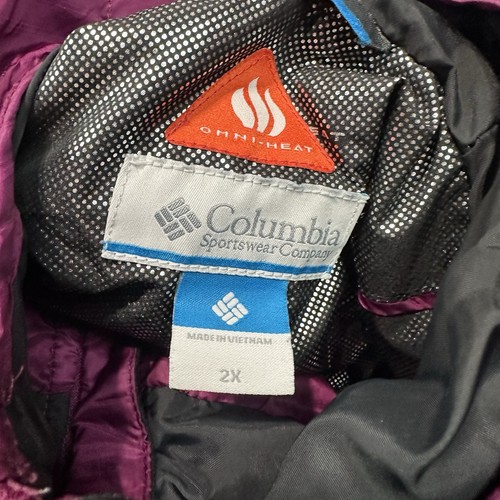 OMNI-HEAT
Columbia
Sportswear Company
MADE IN VIETNAM
2X